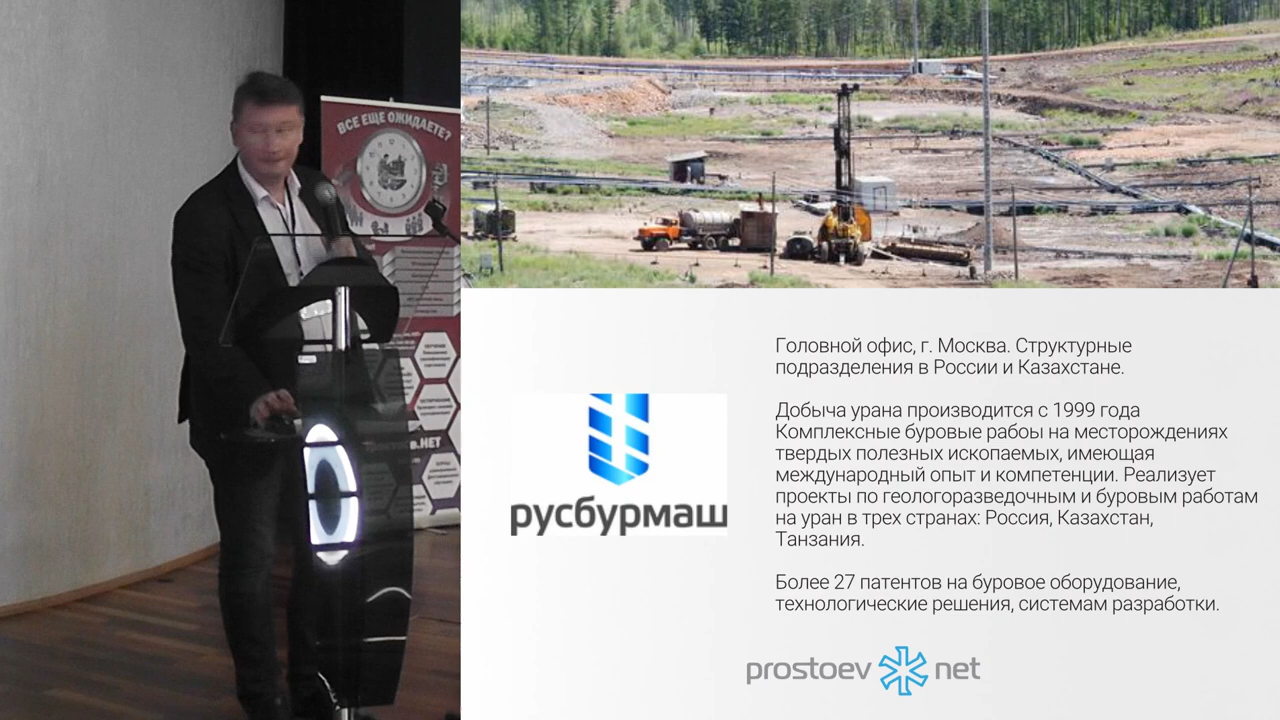 ВСЕ ЕЩЕ ОЖИДАЕТЕ?
в.НЕТ
Головной офис, г. Москва. Структурные
подразделения в России и Казахстане.
Добыча урана производится с 1999 года
Комплексные буровые рабоы на месторождениях
твердых полезных ископаемых, имеющая
международный опыт и компетенции. Реализует
проекты по геологоразведочным и буровым работам
на уран в трех странах: Россия, Казахстан,
Танзания.
Более 27 патентов на буровое оборудование,
технологические решения, системам разработки.
русбурмаш
prostoev net